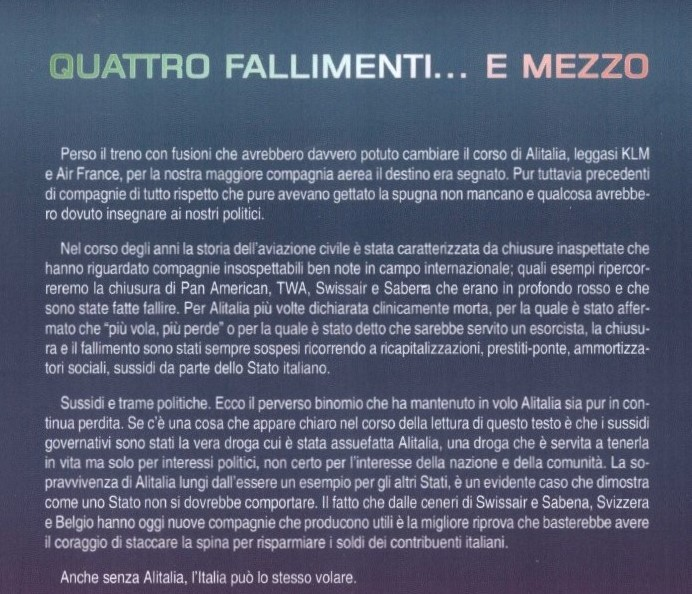 QUATTRO FALLIMENTI... E MEZZO
Perso il treno con fusioni che avrebbero davvero potuto cambiare il corso di Alitalia, leggasi KLM
e Air France, per la nostra maggiore compagnia aerea il destino era segnato. Pur tuttavia precedenti
di compagnie di tutto rispetto che pure avevano gettato la spugna non mancano e qualcosa avrebbe-
ro dovuto insegnare ai nostri politici.
Nel corso degli anni la storia dell'aviazione civile è stata caratterizzata da chiusure inaspettate che
hanno riguardato compagnie insospettabili ben note in campo internazionale; quali esempi ripercor-
reremo la chiusura di Pan American, TWA, Swissair e Sabena che erano in profondo rosso e che
sono state fatte fallire. Per Alitalia più volte dichiarata clinicamente morta, per la quale è stato affer-
mato che "più vola, più perde" o per la quale è stato detto che sarebbe servito un esorcista, la chiusu-
ra e il fallimento sono stati sempre sospesi ricorrendo a ricapitalizzazioni, prestiti-ponte, ammortizza-
tori sociali, sussidi da parte dello Stato italiano.
Sussidi e trame politiche. Ecco il perverso binomio che ha mantenuto in volo Alitalia sia pur in con-
tinua perdita. Se c'è una cosa che appare chiaro nel corso della lettura di questo testo è che i sussidi
governativi sono stati la vera droga cui è stata assuefatta Alitalia, una droga che è servita a tenerla
in vita ma solo per interessi politici, non certo per l'interesse della nazione e della comunità. La so-
pravvivenza di Alitalia lungi dall'essere un esempio per gli altri Stati, è un evidente caso che dimostra
come uno Stato non si dovrebbe comportare. Il fatto che dalle ceneri di Swissair e Sabena, Svizzera
e Belgio hanno oggi nuove compagnie che producono utili è la migliore riprova che basterebbe avere
il coraggio di staccare la spina per risparmiare i soldi dei contribuenti italiani.
Anche senza Alitalia, l'Italia può lo stesso volare.